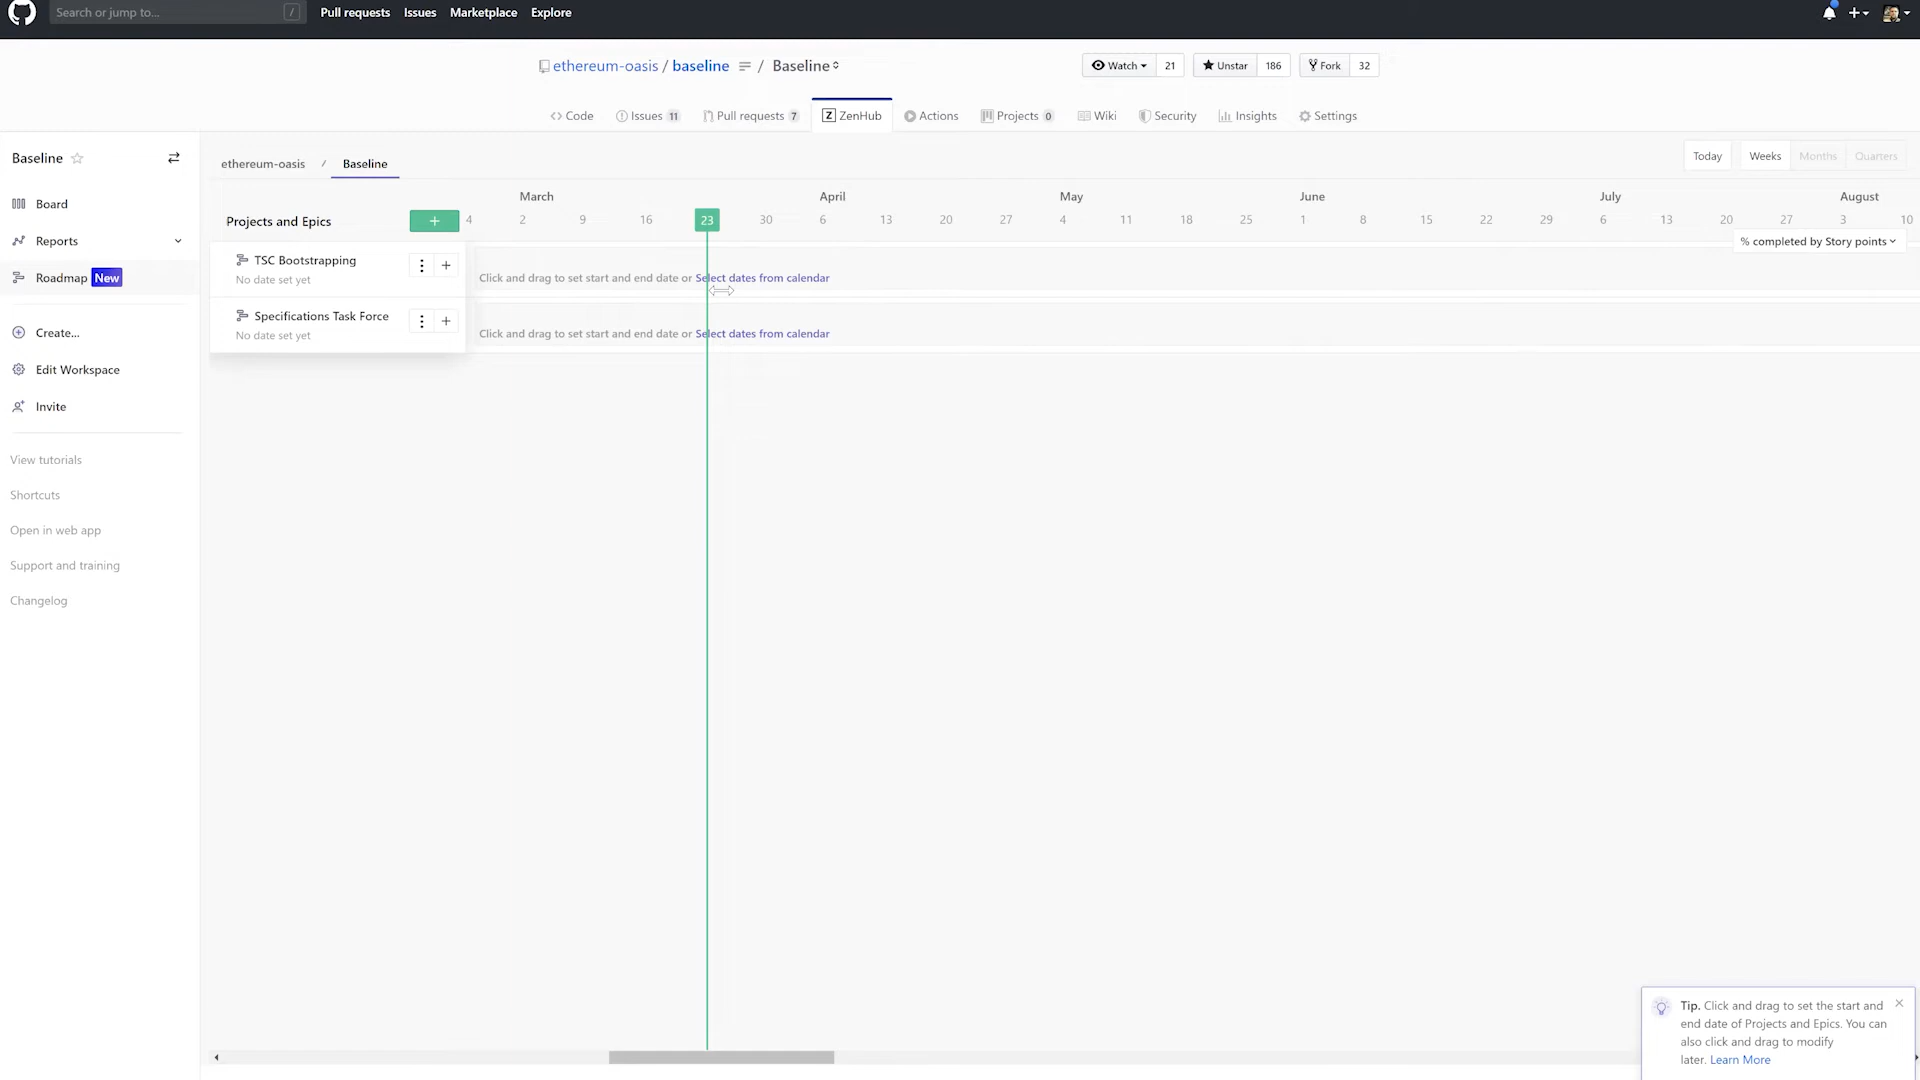 Search or jump to... /
Pull requests Issues Marketplace Explore
ethereum-oasis / baseline / Baseline
Watch 21 Unstar 186 Fork 32
Code Issues 11 Pull requests 7 Z ZenHub Actions Projects 0 Wiki Security Insights Settings
Baseline
Board
Reports
Roadmap New
Create...
Edit Workspace
Invite
View tutorials
Shortcuts
Open in web app
Support and training
Changelog
ethereum-oasis / Baseline
Today Weeks Months Quarters
March April May June July August
Projects and Epics +
4 2 9 16 23 30 6 13 20 27 4 11 18 25 1 8 15 22 29 6 13 20 27 3 10
% completed by Story points
TSC Bootstrapping
No date set yet
Click and drag to set start and end date or Select dates from calendar
Specifications Task Force
No date set yet
Click and drag to set start and end date or Select dates from calendar
Tip. Click and drag to set the start and
end date of Projects and Epics. You can
also click and drag to modify
later. Learn More